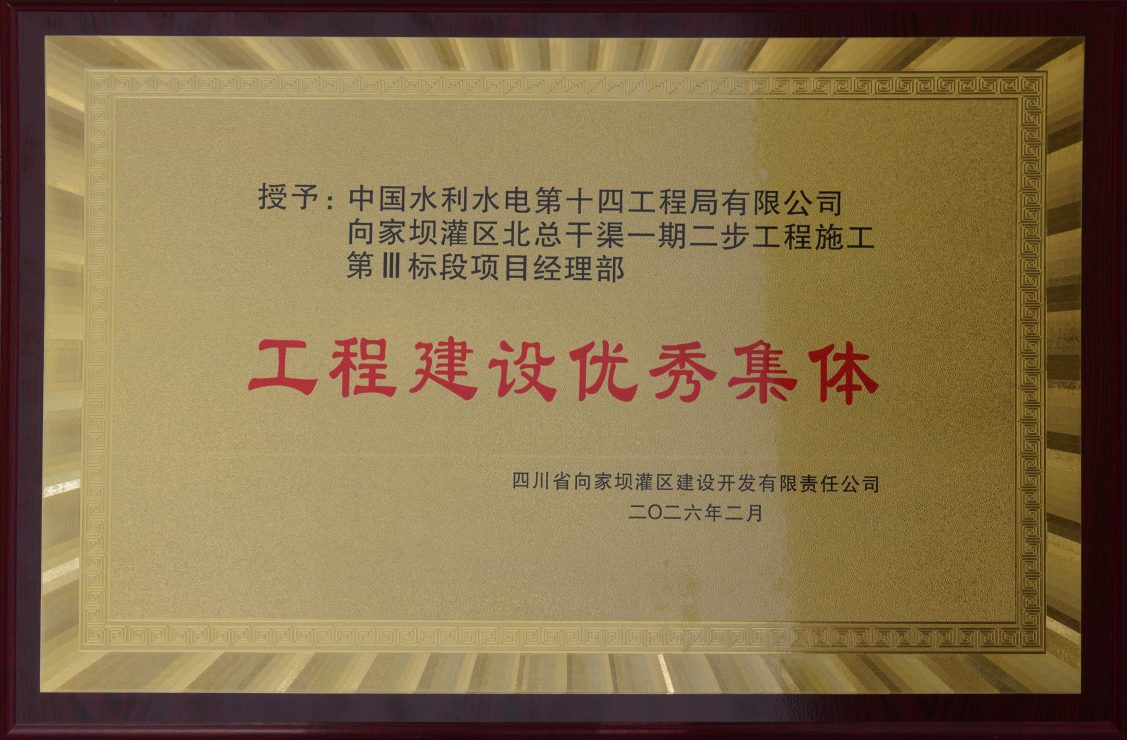 授予：中国水利水电第十四工程局有限公司
向家坝灌区北总干渠一期二步工程施工
第Ⅲ标段项目经理部
工程建设优秀集体
四川省向家坝灌区建设开发有限责任公司
二〇二六年二月